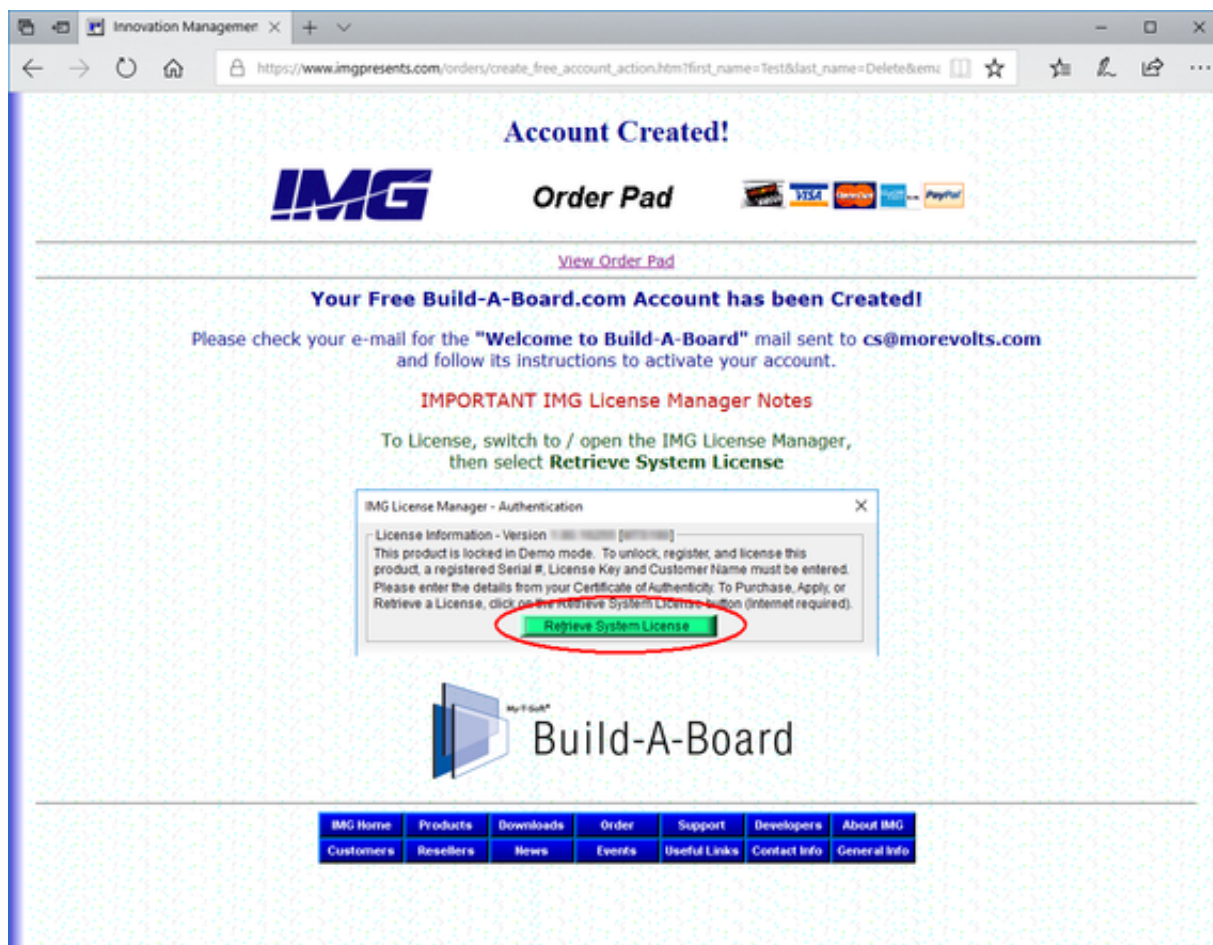 Innovation Managemer
https://www.imgpresents.com/orders/create_free_account_action.htm?first_name=Test&last_name=Delete&ema
Account Created!
IMG Order Pad VISA PayPal
View Order Pad
Your Free Build-A-Board.com Account has been Created!
Please check your e-mail for the "Welcome to Build-A-Board" mail sent to cs@morevolts.com
and follow its instructions to activate your account.
IMPORTANT IMG License Manager Notes
To License, switch to / open the IMG License Manager,
then select Retrieve System License
IMG License Manager - Authentication
License Information - Version
This product is locked in Demo mode. To unlock, register, and license this
product, a registered Serial #, License Key and Customer Name must be entered.
Please enter the details from your Certificate of Authenticity. To Purchase, Apply, or
Retrieve a License, click on the Retrieve System License button (Internet required).
Retrieve System License
My-T-Soft®
Build-A-Board
IMG Home Products Downloads Order Support Developers About IMG
Customers Resellers News Events Useful Links Contact Info General Info